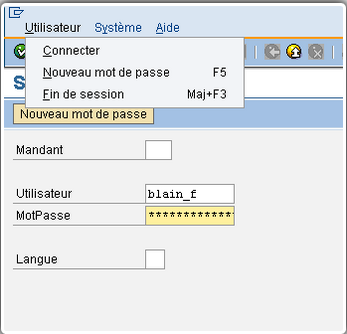 Utilisateur Système Aide
Connecter
Nouveau mot de passe F5
Fin de session Maj+F3
S
Nouveau mot de passe
Mandant
Utilisateur blain_f
MotPasse *************
Langue